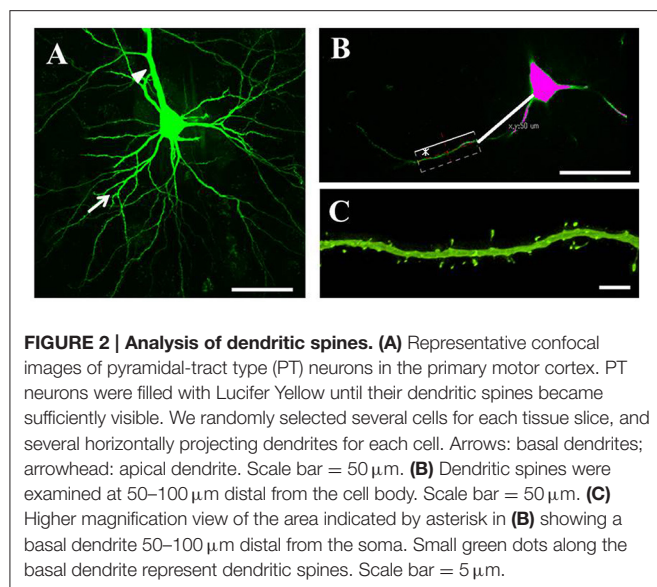 A
B
x,y:50 um
*
C
FIGURE 2 | Analysis of dendritic spines. (A) Representative confocal
images of pyramidal-tract type (PT) neurons in the primary motor cortex. PT
neurons were filled with Lucifer Yellow until their dendritic spines became
sufficiently visible. We randomly selected several cells for each tissue slice, and
several horizontally projecting dendrites for each cell. Arrows: basal dendrites;
arrowhead: apical dendrite. Scale bar = 50 μm. (B) Dendritic spines were
examined at 50–100 μm distal from the cell body. Scale bar = 50 μm. (C)
Higher magnification view of the area indicated by asterisk in (B) showing a
basal dendrite 50–100 μm distal from the soma. Small green dots along the
basal dendrite represent dendritic spines. Scale bar = 5 μm.